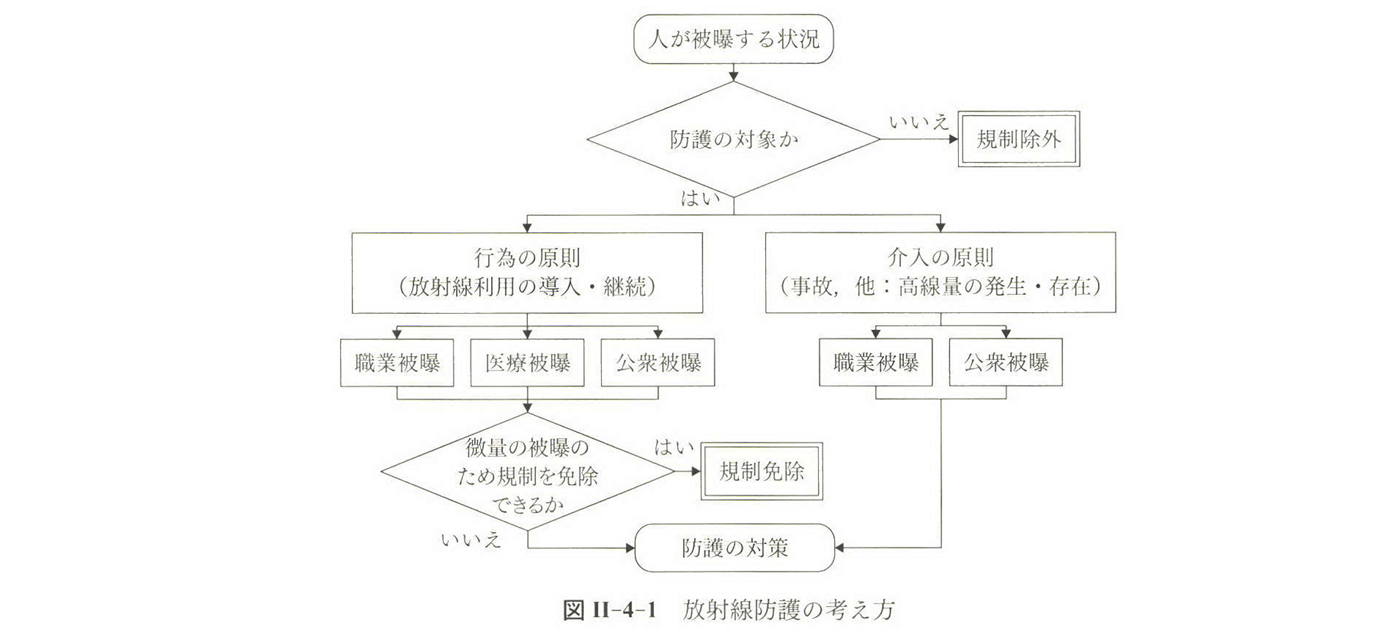 人が被曝する状況
防護の対象か
いいえ
規制除外
はい
行為の原則
（放射線利用の導入・継続）
介入の原則
（事故，他：高線量の発生・存在）
職業被曝
医療被曝
公衆被曝
職業被曝
公衆被曝
微量の被曝の
ため規制を免除
できるか
はい
規制免除
いいえ
防護の対策
図 II-4-1　放射線防護の考え方